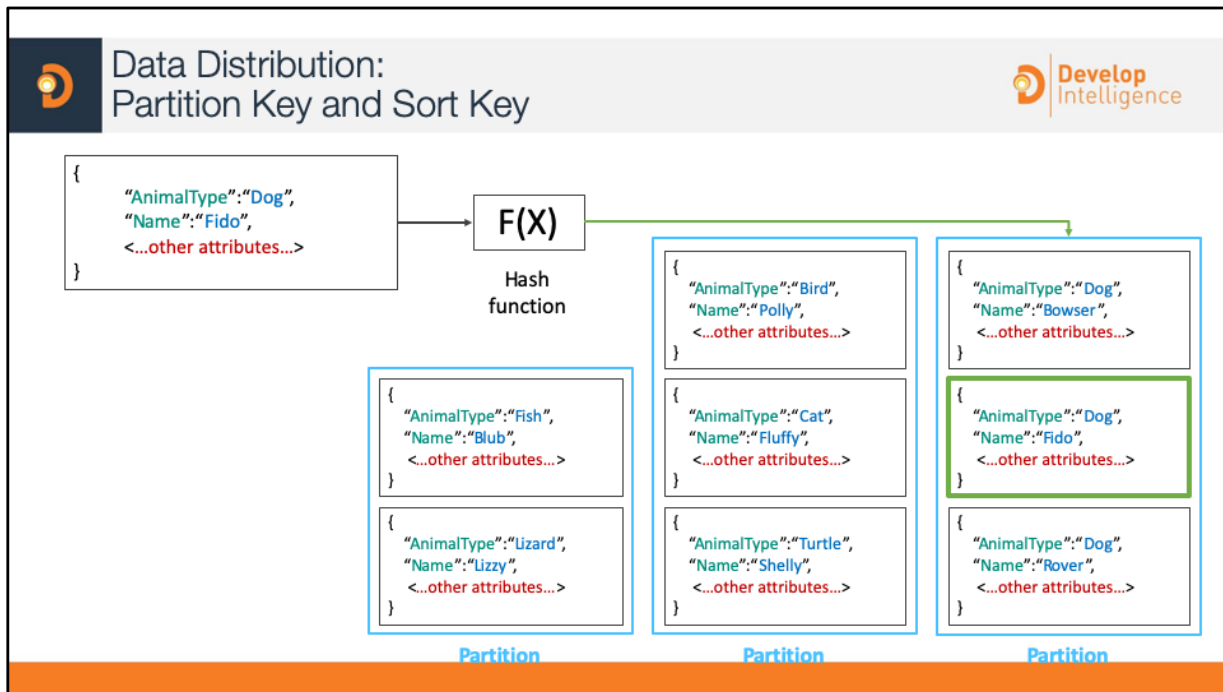 Data Distribution:
Partition Key and Sort Key
Develop
Intelligence
{
“AnimalType”:“Dog”,
“Name”:“Fido”,
<...other attributes...>
}
F(X)
Hash
function
{
“AnimalType”:“Fish”,
“Name”:“Blub”,
<...other attributes...>
}
{
“AnimalType”:“Lizard”,
“Name”:“Lizzy”,
<...other attributes...>
}
Partition
{
“AnimalType”:“Bird”,
“Name”:“Polly”,
<...other attributes...>
}
{
“AnimalType”:“Cat”,
“Name”:“Fluffy”,
<...other attributes...>
}
{
“AnimalType”:“Turtle”,
“Name”:“Shelly”,
<...other attributes...>
}
Partition
{
“AnimalType”:“Dog”,
“Name”:“Bowser”,
<...other attributes...>
}
{
“AnimalType”:“Dog”,
“Name”:“Fido”,
<...other attributes...>
}
{
“AnimalType”:“Dog”,
“Name”:“Rover”,
<...other attributes...>
}
Partition